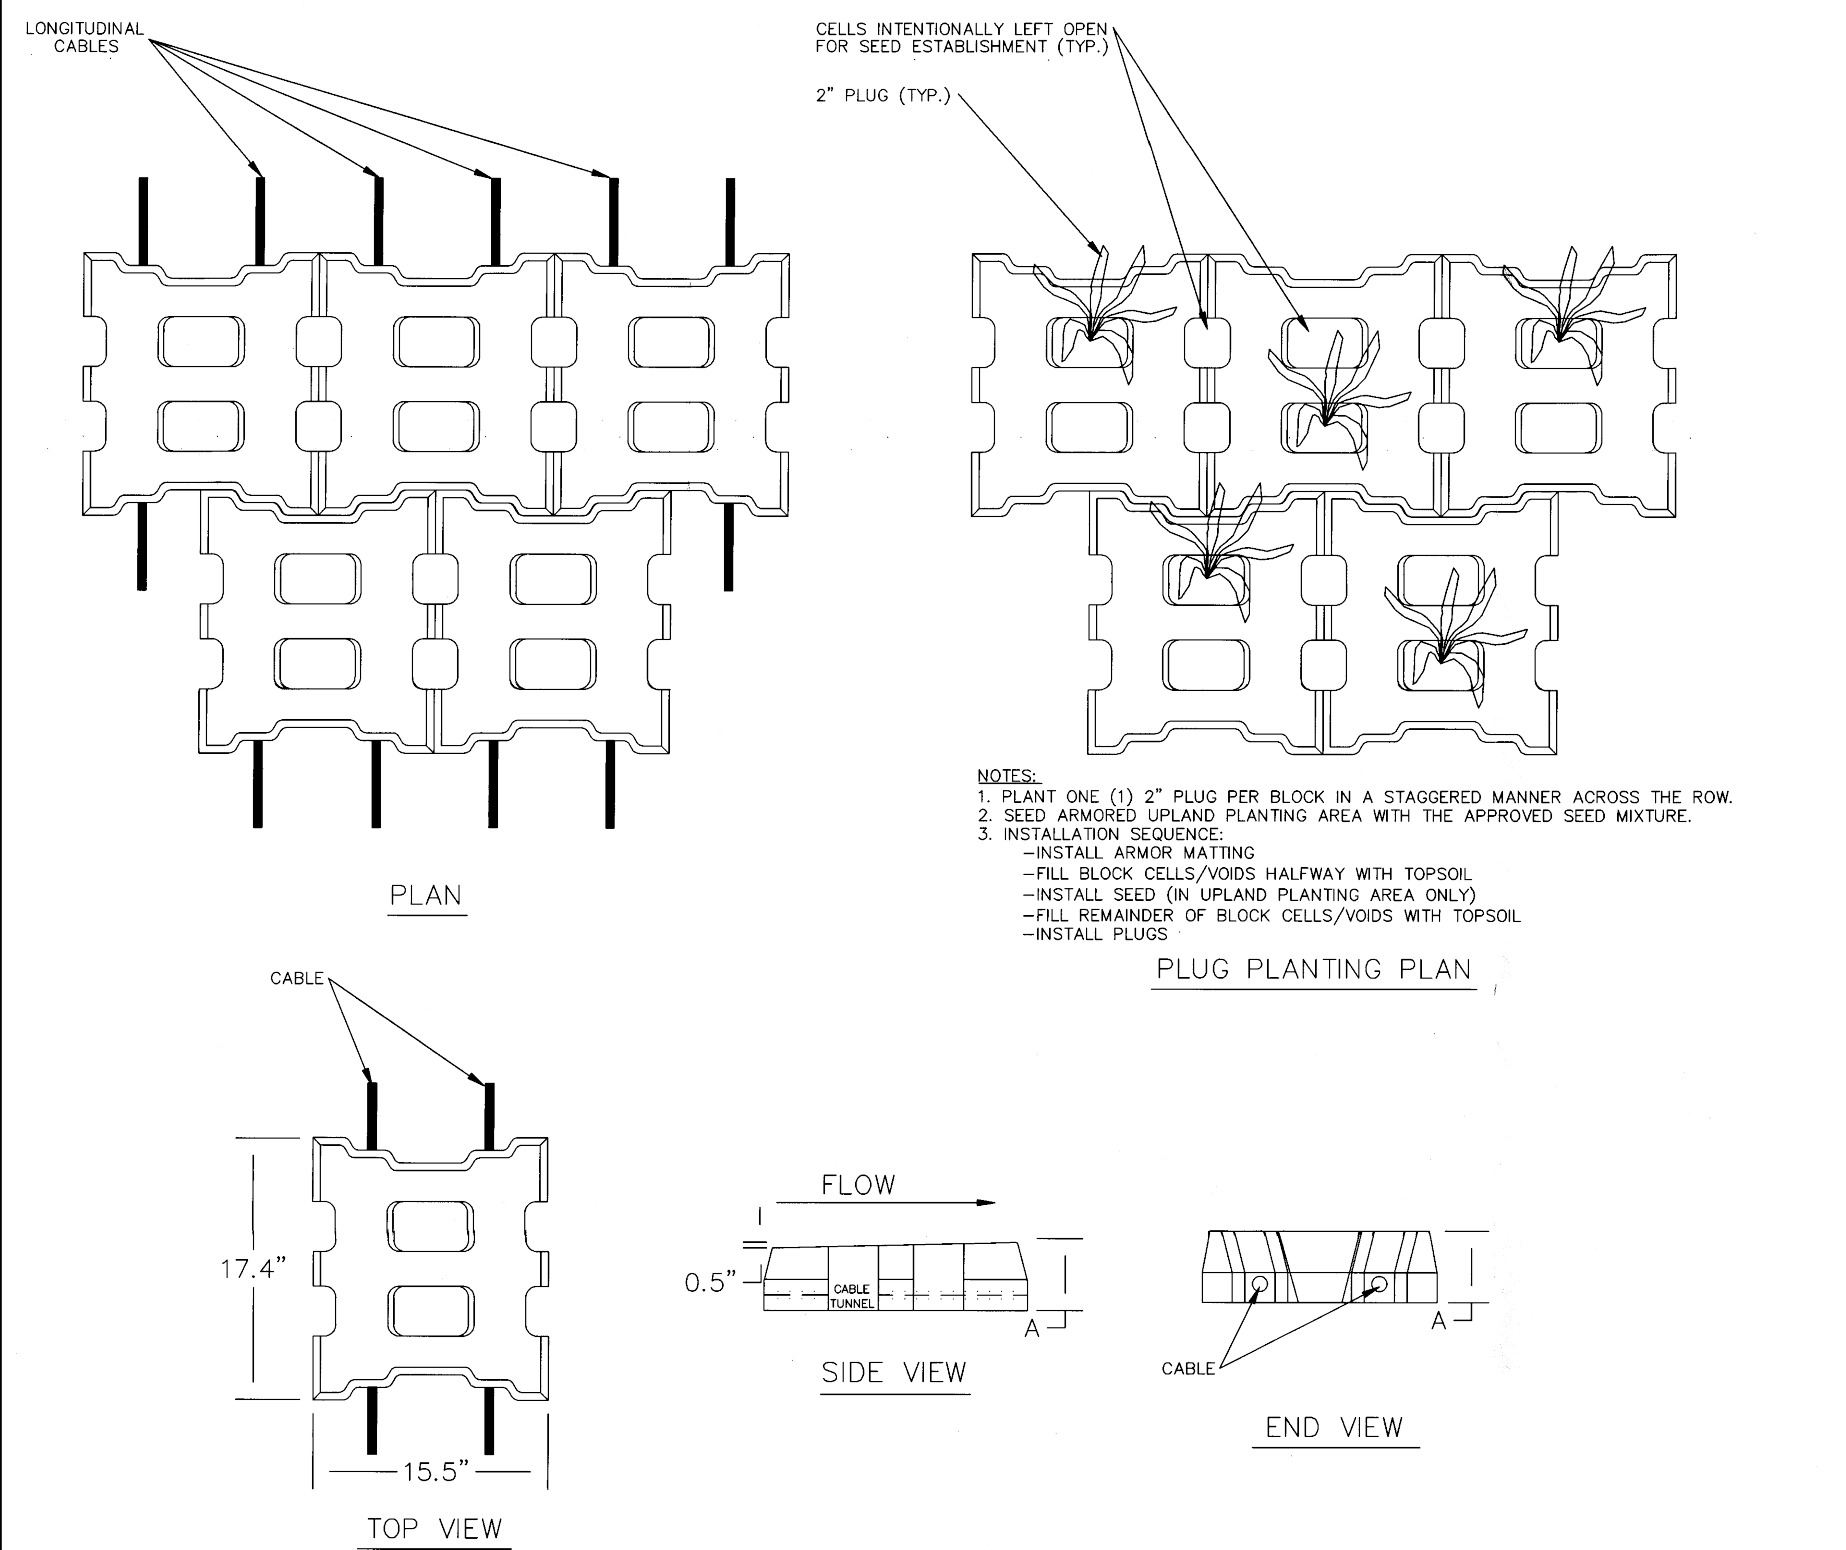 LONGITUDINAL
CABLES
CELLS INTENTIONALLY LEFT OPEN
FOR SEED ESTABLISHMENT (TYP.)
2" PLUG (TYP.)
NOTES:
1. PLANT ONE (1) 2" PLUG PER BLOCK IN A STAGGERED MANNER ACROSS THE ROW.
2. SEED ARMORED UPLAND PLANTING AREA WITH THE APPROVED SEED MIXTURE.
3. INSTALLATION SEQUENCE:
-INSTALL ARMOR MATTING
-FILL BLOCK CELLS/VOIDS HALFWAY WITH TOPSOIL
-INSTALL SEED (IN UPLAND PLANTING AREA ONLY)
-FILL REMAINDER OF BLOCK CELLS/VOIDS WITH TOPSOIL
-INSTALL PLUGS
PLAN
PLUG PLANTING PLAN
CABLE
17.4"
15.5"
TOP VIEW
FLOW
0.5"
CABLE
TUNNEL
A
SIDE VIEW
A
CABLE
END VIEW